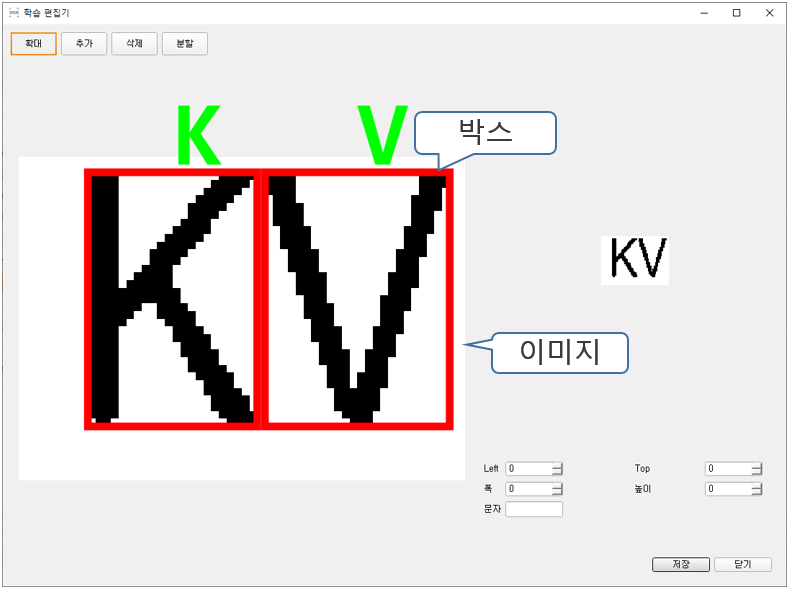 학습 편집기
확대 추가 삭제 분할
K V
박스
KV
KV
이미지
Left 0 Top 0
폭 0 높이 0
문자
저장 닫기